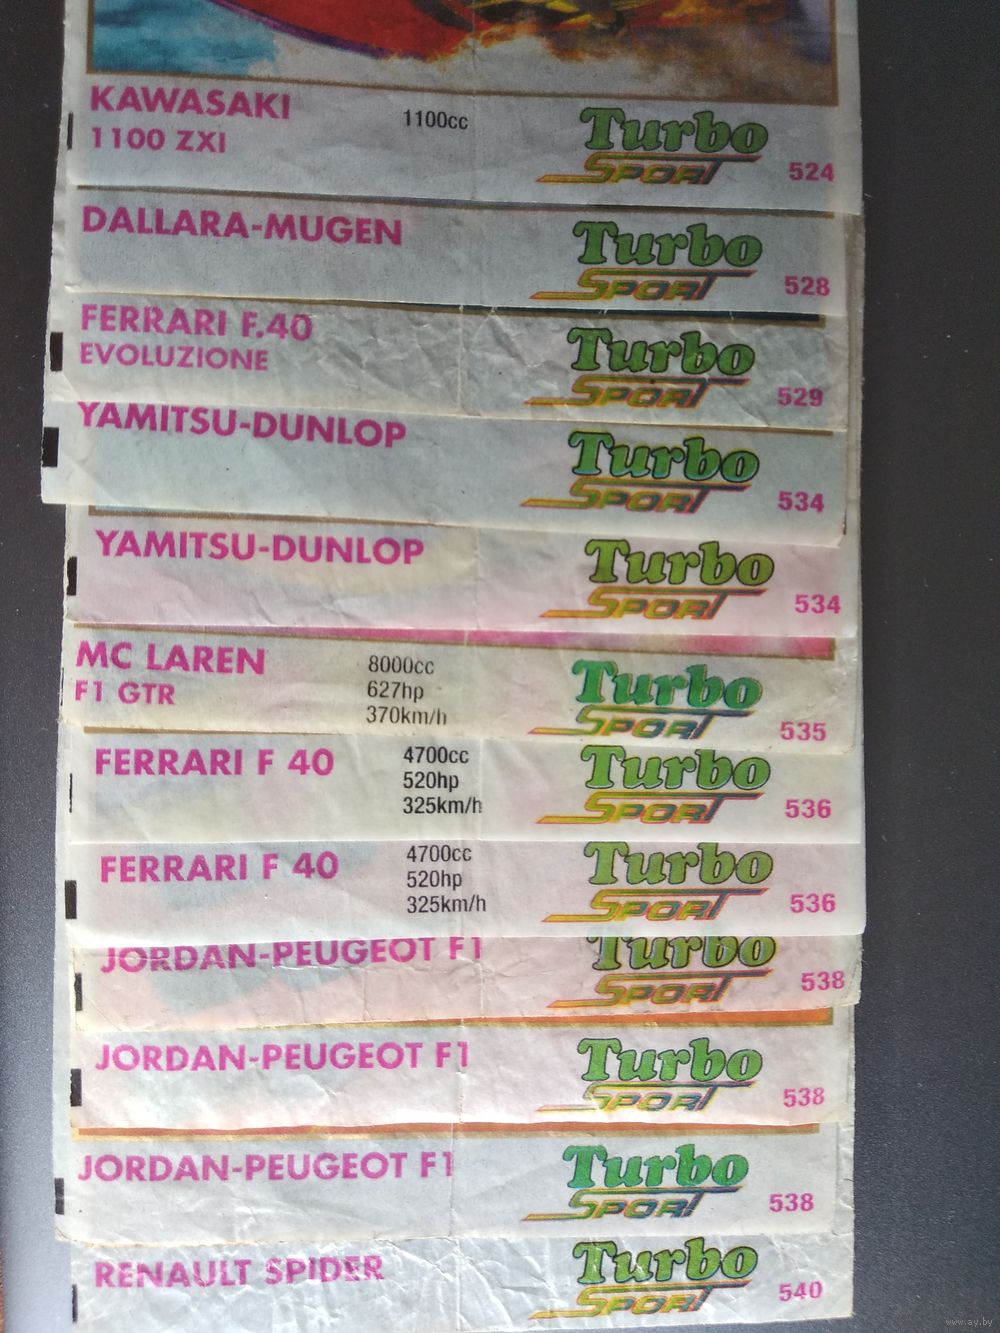 KAWASAKI
1100 ZXI
1100cc
Turbo
SPORT
524
DALLARA-MUGEN
Turbo
SPORT
528
FERRARI F.40
EVOLUZIONE
Turbo
SPORT
529
YAMITSU-DUNLOP
Turbo
SPORT
534
YAMITSU-DUNLOP
Turbo
SPORT
534
MC LAREN
F1 GTR
8000cc
627hp
370km/h
Turbo
SPORT
535
FERRARI F 40
4700cc
520hp
325km/h
Turbo
SPORT
536
FERRARI F 40
4700cc
520hp
325km/h
Turbo
SPORT
536
JORDAN-PEUGEOT F1
Turbo
SPORT
538
JORDAN-PEUGEOT F1
Turbo
SPORT
538
JORDAN-PEUGEOT F1
Turbo
SPORT
538
RENAULT SPIDER
Turbo
SPORT
540
www.ay.by